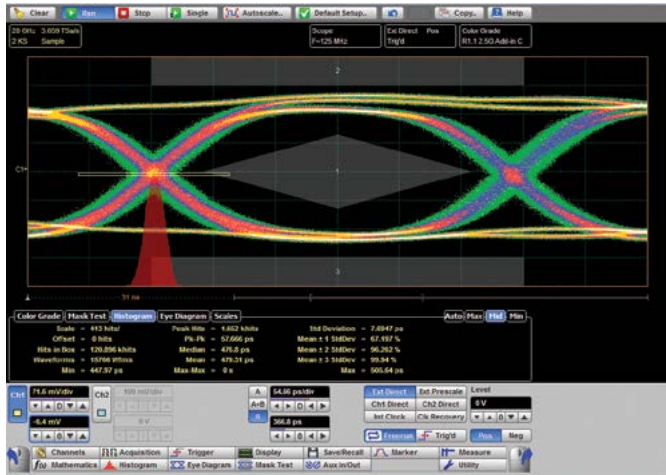 Clear Run Stop Single Autoscale.. Default Setup.. Copy.. Help
20 GHz 3.059 TSa/s
2 KS Sample
Scope
F=125 MHz
Ext Direct Pos
Trig'd
Color Grade
R1.1 2.5G Add-in C
2
C1
1
3
31 ns
Color Grade Mask Test Histogram Eye Diagram Scales Auto Max Mid Min
Scale = 413 hits/ Peak Hits = 1.652 khits Std Deviation = 7.6947 ps
Offset = 0 hits Pk-Pk = 57.666 ps Mean ± 1 StdDev = 67.197 %
Hits in Box = 120.896 khits Median = 476.8 ps Mean ± 2 StdDev = 96.262 %
Waveforms = Mean = Mean ± 3 StdDev = 99.94 %
Min = 447.97 ps Max-Max = 0 s Max = 505.64 ps
Ch1 71.6 mV/div Ch2 100 mV/div A 54.66 ps/div Ext Direct Ext Prescale Level
D A+B D Ch1 Direct Ch2 Direct 0 V
-6.4 mV 0 V B 366.8 ps Int Clock Clk Recovery D
D D Freerun Trig'd Pos Neg
Channels Acquisition Trigger Display Save/Recall Marker Measure
f(x) Mathematics Histogram Eye Diagram Mask Test Aux In/Out Utility